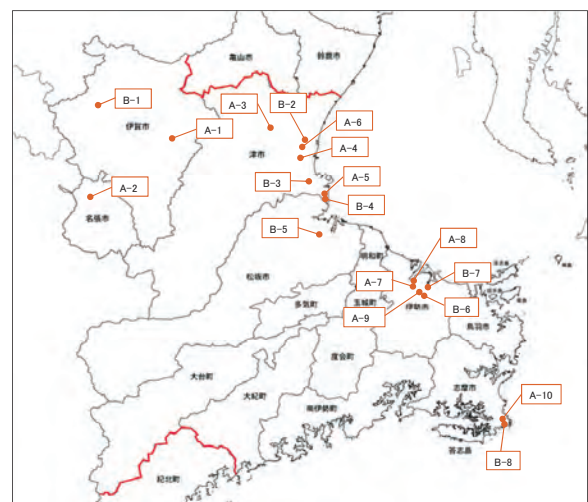 亀山市
鈴鹿市
B-1
A-3
B-2
A-6
伊賀市
A-1
津市
A-4
B-3
A-5
A-2
B-4
名張市
B-5
A-8
明和町
松阪市
A-7
B-7
多気町
玉城町
伊勢市
B-6
A-9
鳥羽市
度会町
大台町
大紀町
志摩市
南伊勢町
A-10
答志島
紀北町
B-8